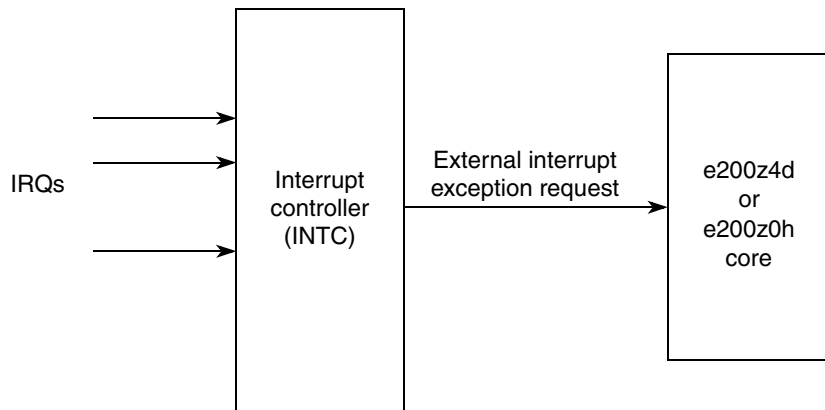 IRQs
Interrupt
controller
(INTC)
External interrupt
exception request
e200z4d
or
e200z0h
core